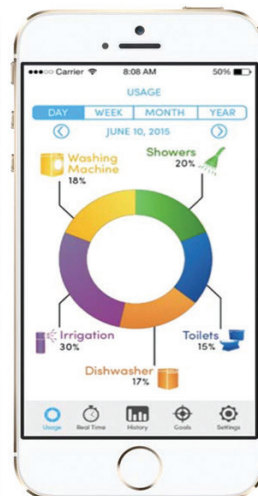 Carrier 8:08 AM 50%
USAGE
DAY WEEK MONTH YEAR
JUNE 10, 2015
Showers
20%
Washing
Machine
18%
Irrigation
30%
Toilets
15%
Dishwasher
17%
Usage Real Time History Goals Settings